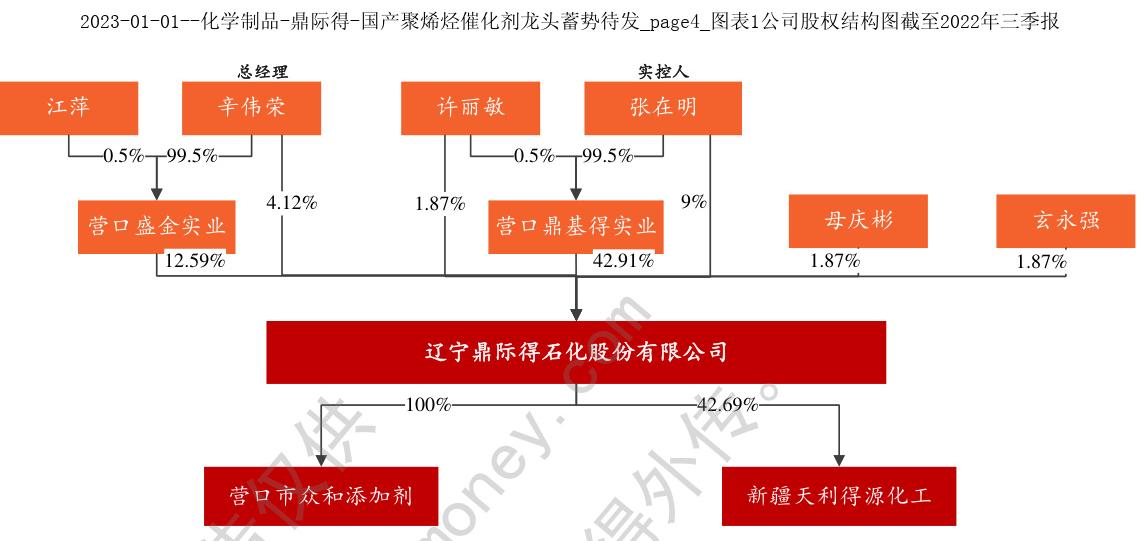 2023-01-01--化学制品-鼎际得-国产聚烯烃催化剂龙头蓄势待发_page4_图表1公司股权结构图截至2022年三季报
总经理
实控人
江萍
辛伟荣
许丽敏
张在明
0.5%
99.5%
0.5%
99.5%
4.12%
1.87%
9%
营口盛金实业
营口鼎基得实业
母庆彬
玄永强
12.59%
42.91%
1.87%
1.87%
辽宁鼎际得石化股份有限公司
100%
42.69%
营口市众和添加剂
新疆天利得源化工
仅供
money.com
得外传。